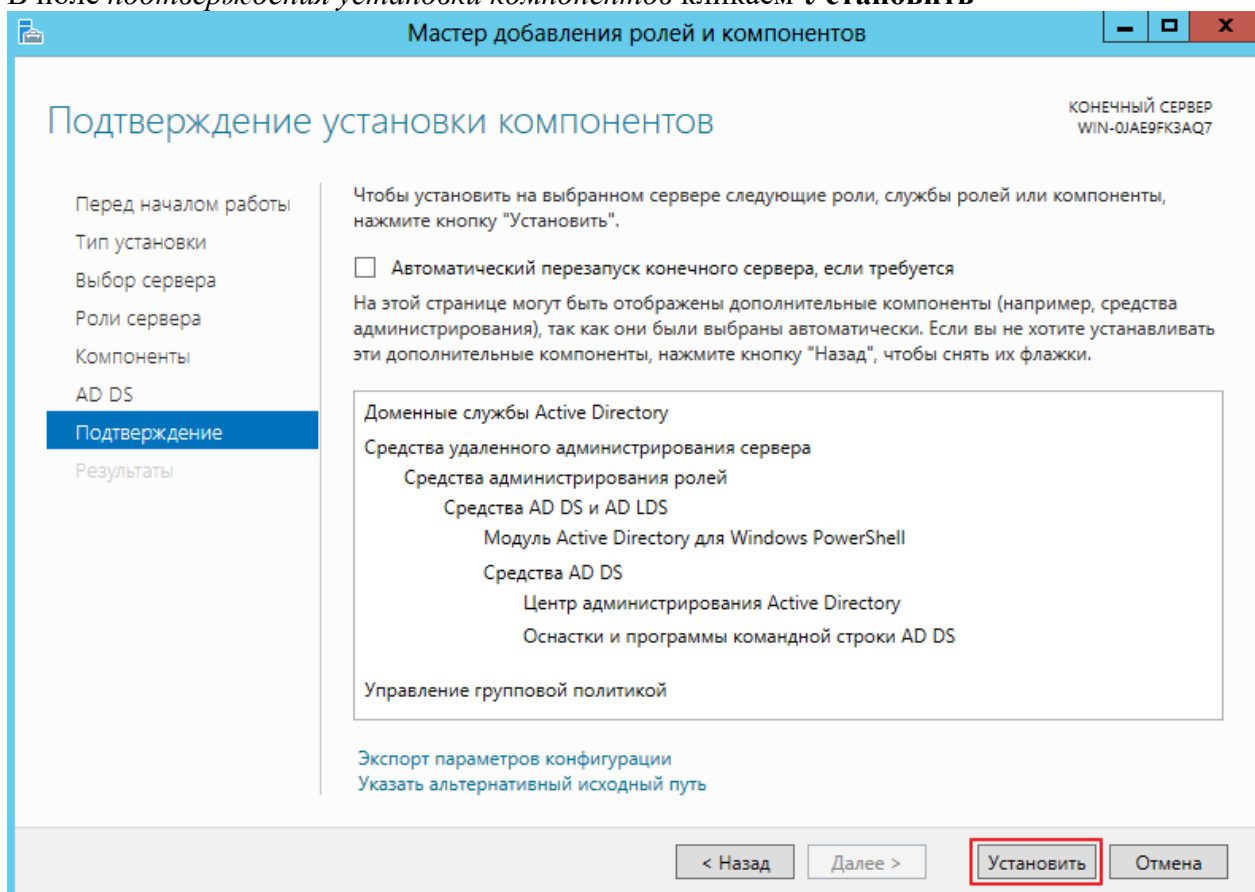 В поле подтверждения установки компонентов кликаем Установить
Мастер добавления ролей и компонентов
Подтверждение установки компонентов
КОНЕЧНЫЙ СЕРВЕР
WIN-0JAE9FK3AQ7
Перед началом работы
Тип установки
Выбор сервера
Роли сервера
Компоненты
AD DS
Подтверждение
Результаты
Чтобы установить на выбранном сервере следующие роли, службы ролей или компоненты,
нажмите кнопку "Установить".
Автоматический перезапуск конечного сервера, если требуется
На этой странице могут быть отображены дополнительные компоненты (например, средства
администрирования), так как они были выбраны автоматически. Если вы не хотите устанавливать
эти дополнительные компоненты, нажмите кнопку "Назад", чтобы снять их флажки.
Доменные службы Active Directory
Средства удаленного администрирования сервера
Средства администрирования ролей
Средства AD DS и AD LDS
Модуль Active Directory для Windows PowerShell
Средства AD DS
Центр администрирования Active Directory
Оснастки и программы командной строки AD DS
Управление групповой политикой
Экспорт параметров конфигурации
Указать альтернативный исходный путь
< Назад
Далее >
Установить
Отмена